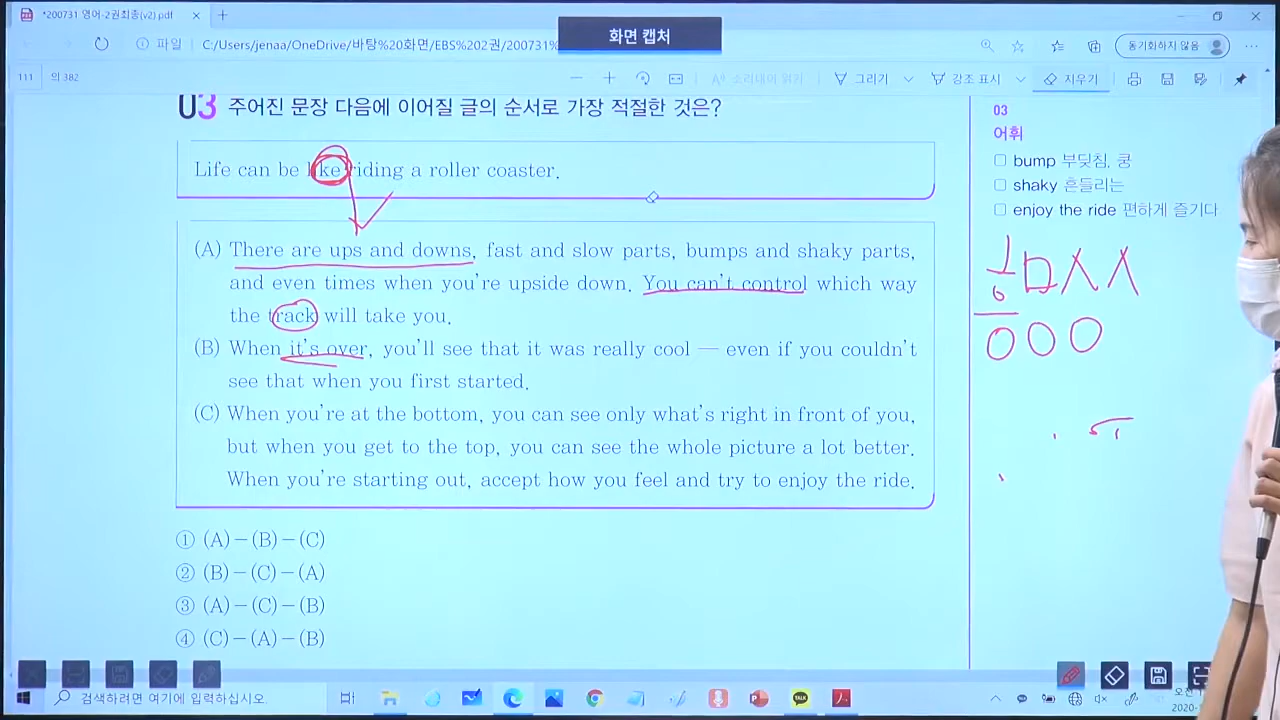 *200731 영어-2권최종(v2).pdf
화면 캡처
파일
C:/Users/jenaa/OneDrive/바탕%20화면/EBS%202권/200731%
동기화하지 않음
111 의 382
소리내어 읽기
그리기
강조 표시
지우기
03 주어진 문장 다음에 이어질 글의 순서로 가장 적절한 것은?
Life can be like riding a roller coaster.
(A) There are ups and downs, fast and slow parts, bumps and shaky parts,
and even times when you're upside down. You can't control which way
the track will take you.
(B) When it's over, you'll see that it was really cool — even if you couldn't
see that when you first started.
(C) When you're at the bottom, you can see only what's right in front of you,
but when you get to the top, you can see the whole picture a lot better.
When you're starting out, accept how you feel and try to enjoy the ride.
① (A)-(B)-(C)
② (B)-(C)-(A)
③ (A)-(C)-(B)
④ (C)-(A)-(B)
03
어휘
□ bump 부딪침, 쿵
□ shaky 흔들리는
□ enjoy the ride 편하게 즐기다
검색하려면 여기에 입력하십시오.